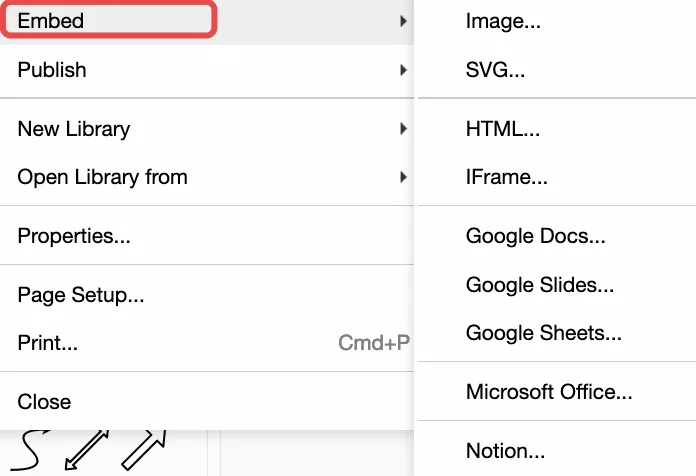 Embed
Publish
New Library
Open Library from
Properties...
Page Setup...
Print... Cmd+P
Close
Image...
SVG...
HTML...
IFrame...
Google Docs...
Google Slides...
Google Sheets...
Microsoft Office...
Notion...